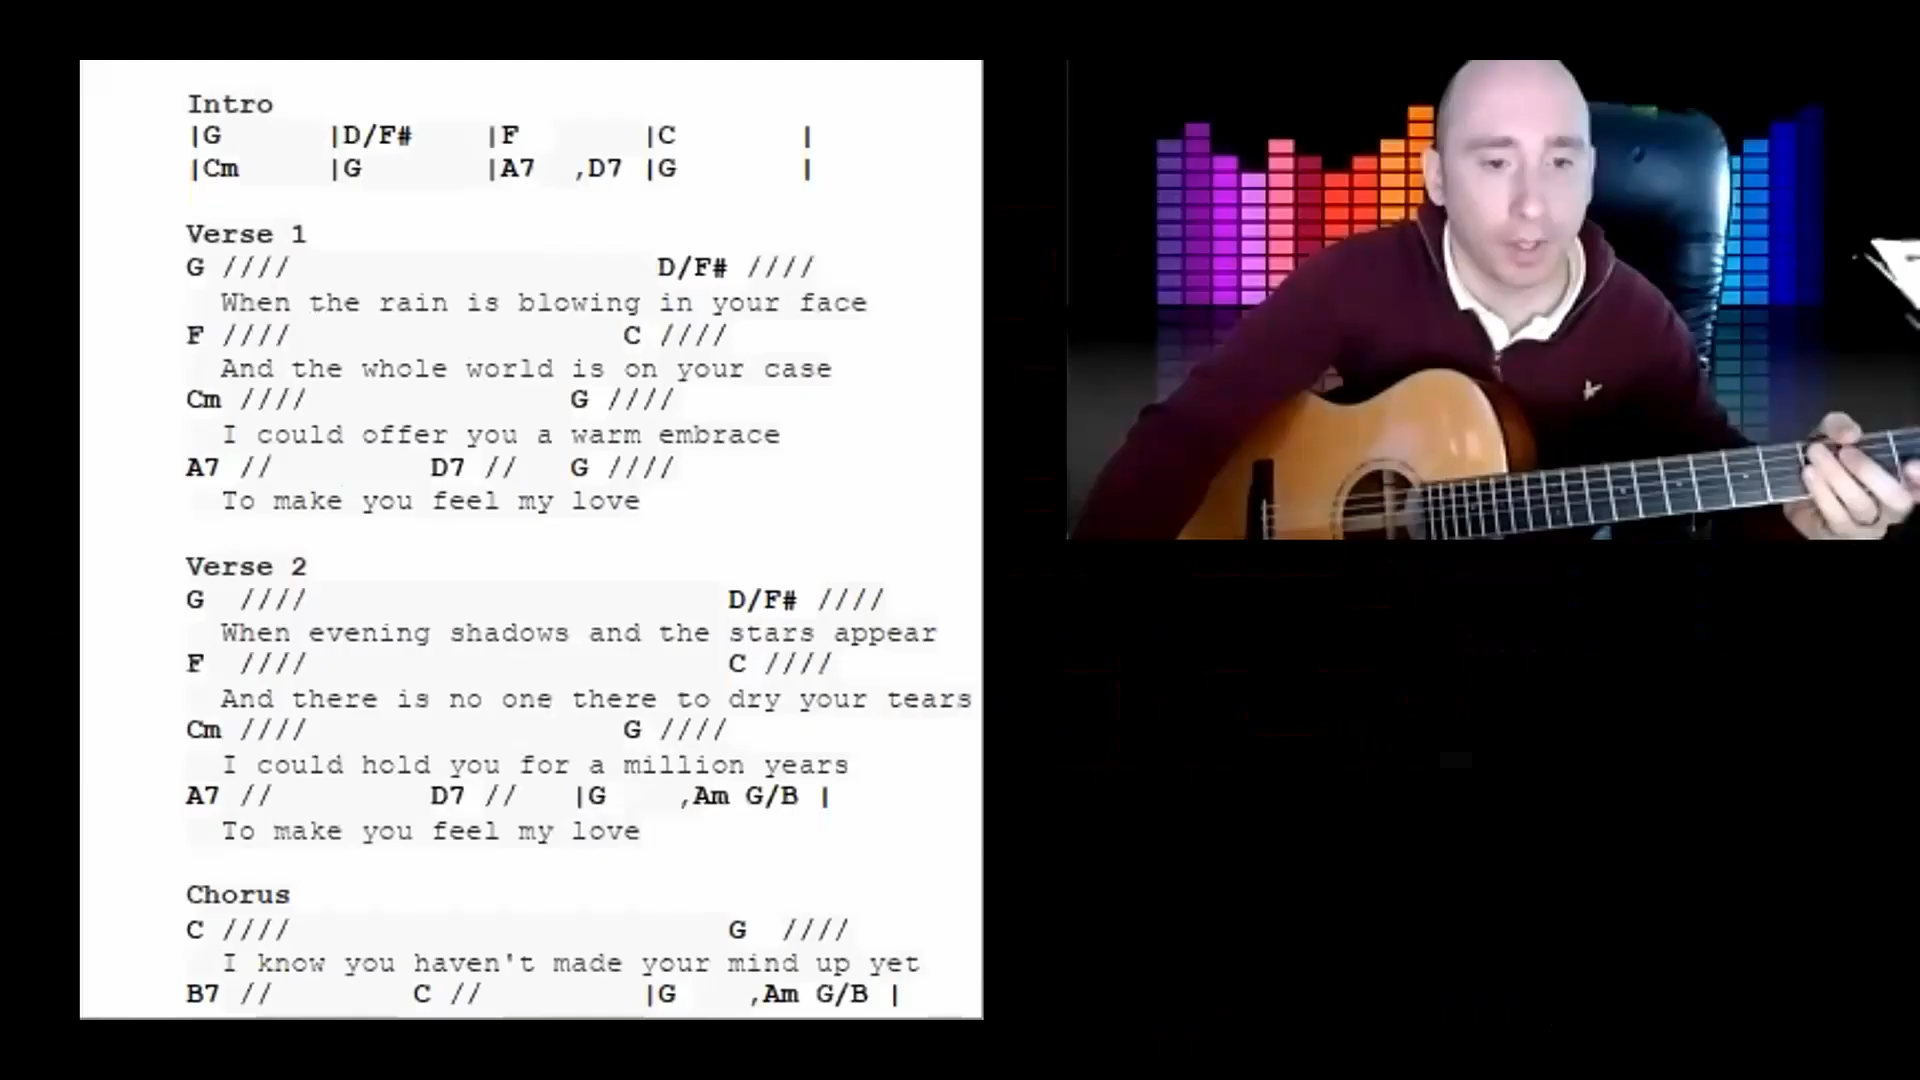 Intro
|G |D/F# |F |C |
|Cm |G |A7 ,D7 |G |
Verse 1
G //// D/F# ////
When the rain is blowing in your face
F //// C ////
And the whole world is on your case
Cm //// G ////
I could offer you a warm embrace
A7 // D7 // G ////
To make you feel my love
Verse 2
G //// D/F# ////
When evening shadows and the stars appear
F //// C ////
And there is no one there to dry your tears
Cm //// G ////
I could hold you for a million years
A7 // D7 // |G ,Am G/B |
To make you feel my love
Chorus
C //// G ////
I know you haven't made your mind up yet
B7 // C // |G ,Am G/B |